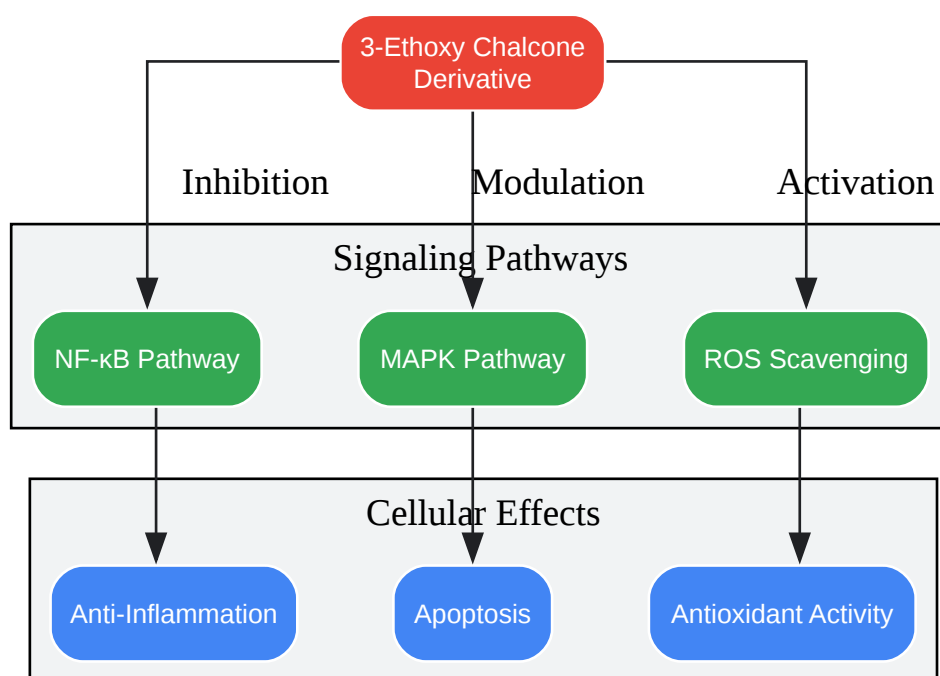 3-Ethoxy Chalcone
Derivative
Inhibition
Modulation
Activation
Signaling Pathways
NF-κB Pathway
MAPK Pathway
ROS Scavenging
Cellular Effects
Anti-Inflammation
Apoptosis
Antioxidant Activity